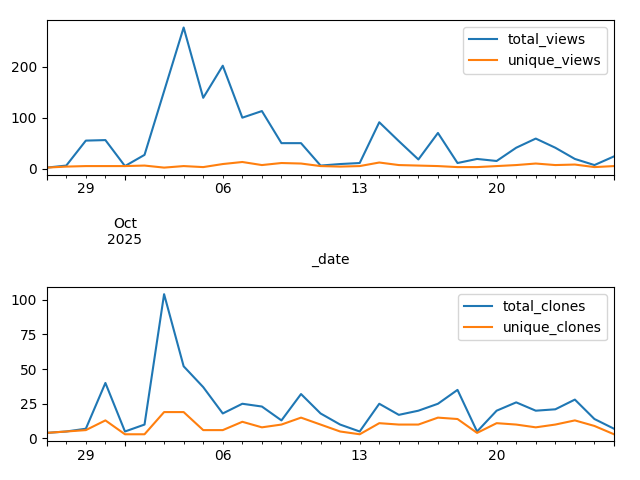 total_views
unique_views
200
100
0
29 06 13 20
Oct
2025
_date
total_clones
unique_clones
100
75
50
25
0
29 06 13 20